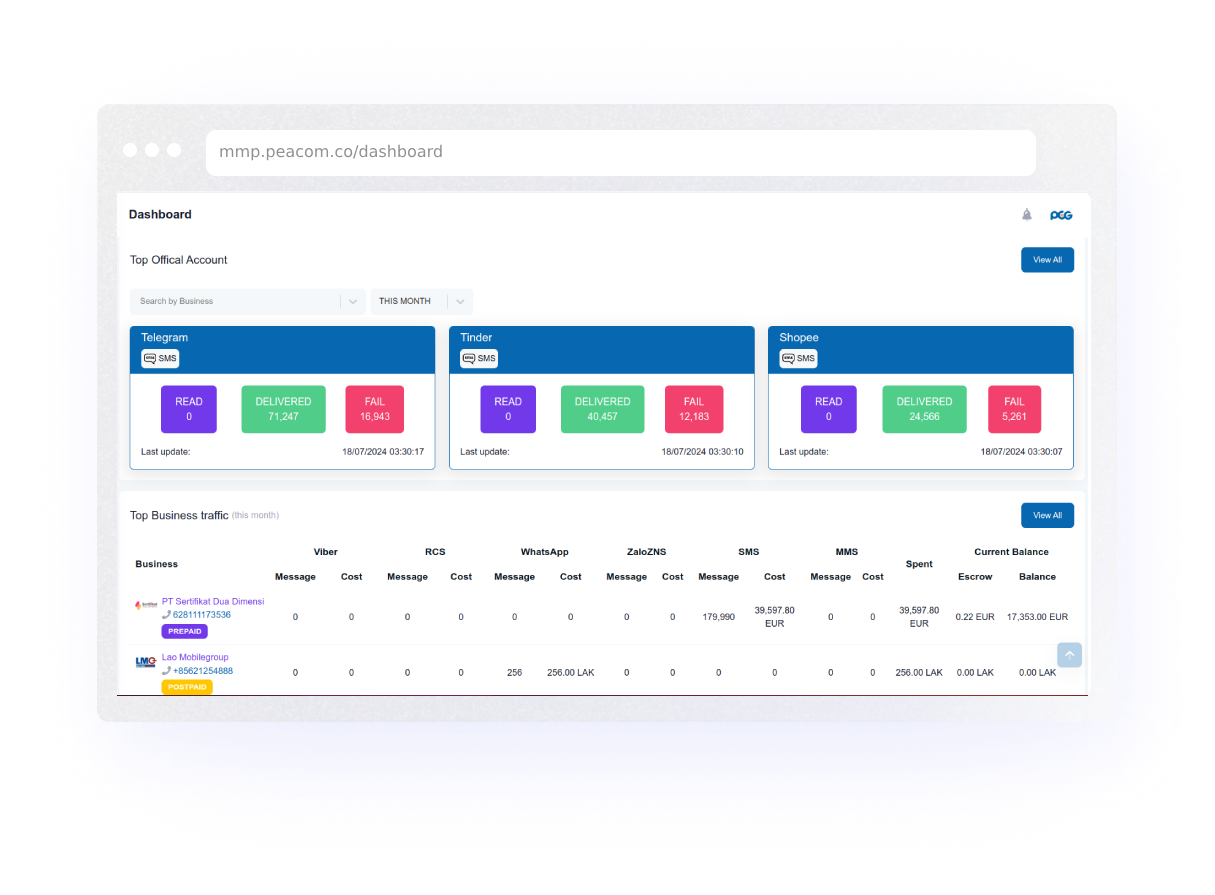 mmp.peacom.co/dashboard
Dashboard
PCG
Top Offical Account
View All
Search by Business
THIS MONTH
Telegram
SMS
READ
0
DELIVERED
71,247
FAIL
16,943
Last update:
18/07/2024 03:30:17
Tinder
SMS
READ
0
DELIVERED
40,457
FAIL
12,183
Last update:
18/07/2024 03:30:10
Shopee
SMS
READ
0
DELIVERED
24,566
FAIL
5,261
Last update:
18/07/2024 03:30:07
Top Business traffic (this month)
View All
Business Viber RCS WhatsApp ZaloZNS SMS MMS Spent Current Balance
Message Cost Message Cost Message Cost Message Cost Message Cost Message Cost Escrow Balance
PT Sertifikat Dua Dimensi
628111173536
PREPAID
0 0 0 0 0 0 0 0 179,990 39,597.80 EUR 0 0 39,597.80 EUR 0.22 EUR 17,353.00 EUR
LMG
Lao Mobilegroup
+85621254888
POSTPAID
0 0 0 0 256 256.00 LAK 0 0 0 0 0 0 256.00 LAK 0.00 LAK 0.00 LAK